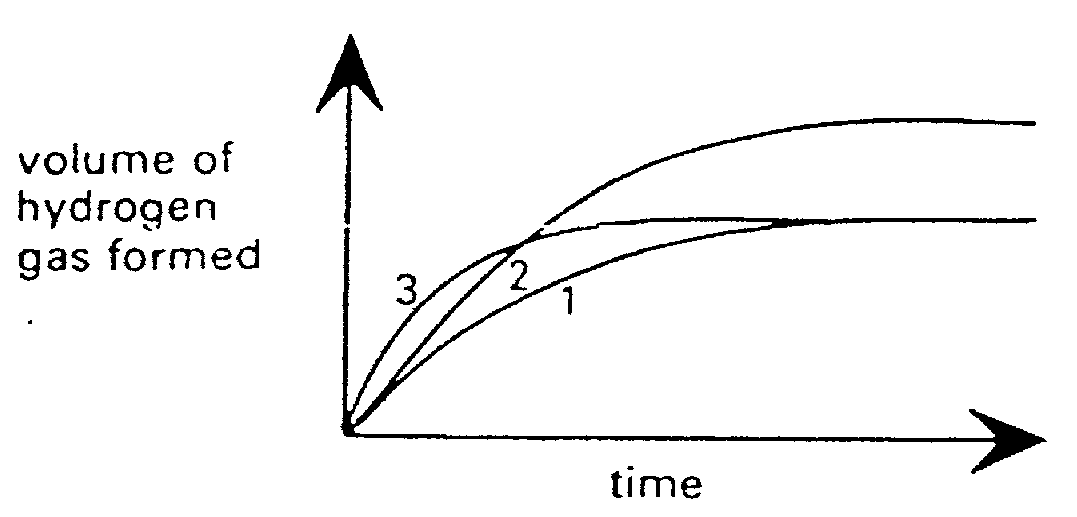 volume of
hydrogen
gas formed
3
2
1
time